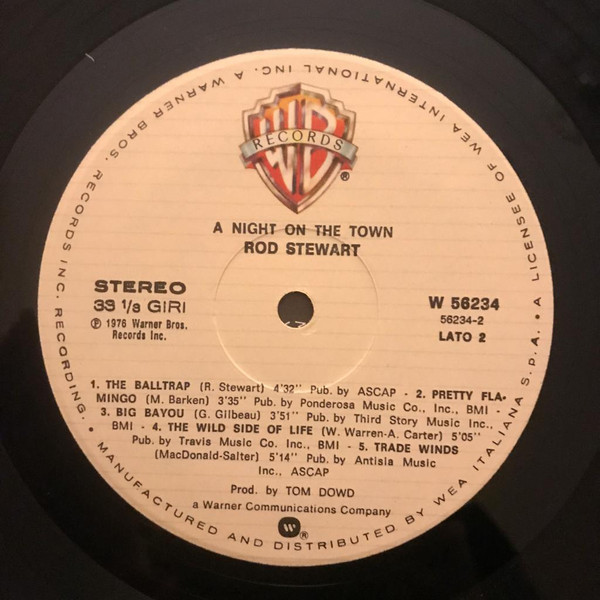 WB
RECORDS
®
A NIGHT ON THE TOWN
ROD STEWART
STEREO
33 1/3 GIRI
℗ 1976 Warner Bros.
Records Inc.
W 56234
56234-2
LATO 2
1. THE BALLTRAP (R. Stewart) 4'32" Pub. by ASCAP - 2. PRETTY FLA-
MINGO (M. Barken) 3'35" Pub. by Ponderosa Music Co., Inc., BMI -
3. BIG BAYOU (G. Gilbeau) 3'51" Pub. by Third Story Music Inc.,
BMI - 4. THE WILD SIDE OF LIFE (W. Warren-A. Carter) 5'05"
Pub. by Travis Music Co. Inc., BMI - 5. TRADE WINDS
(MacDonald-Salter) 5'14" Pub. by Antisia Music
Inc., ASCAP
Prod. by TOM DOWD
a Warner Communications Company
®
• MANUFACTURED AND DISTRIBUTED BY WEA ITALIANA S.p.A. • A LICENSEE OF WEA INTERNATIONAL INC. A WARNER BROS. RECORDS INC. RECORDING.